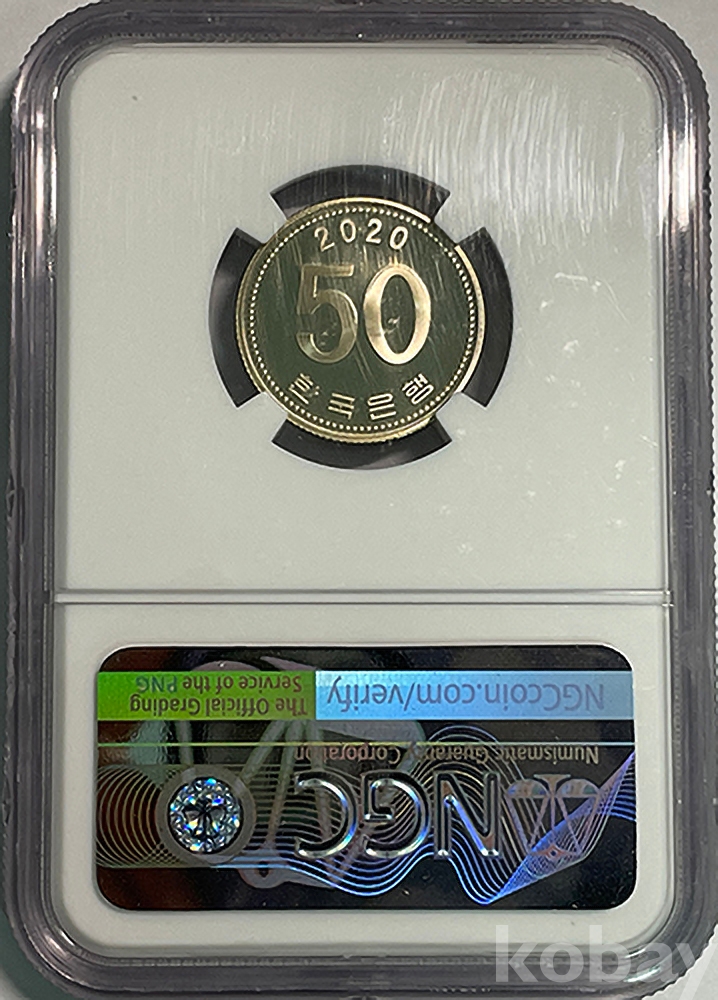 2020
50
한국은행
NGCcoin.com/verify
The Official Grading
Service of the PNG
Numismatic Guaranty Corporation
NGC
kobay